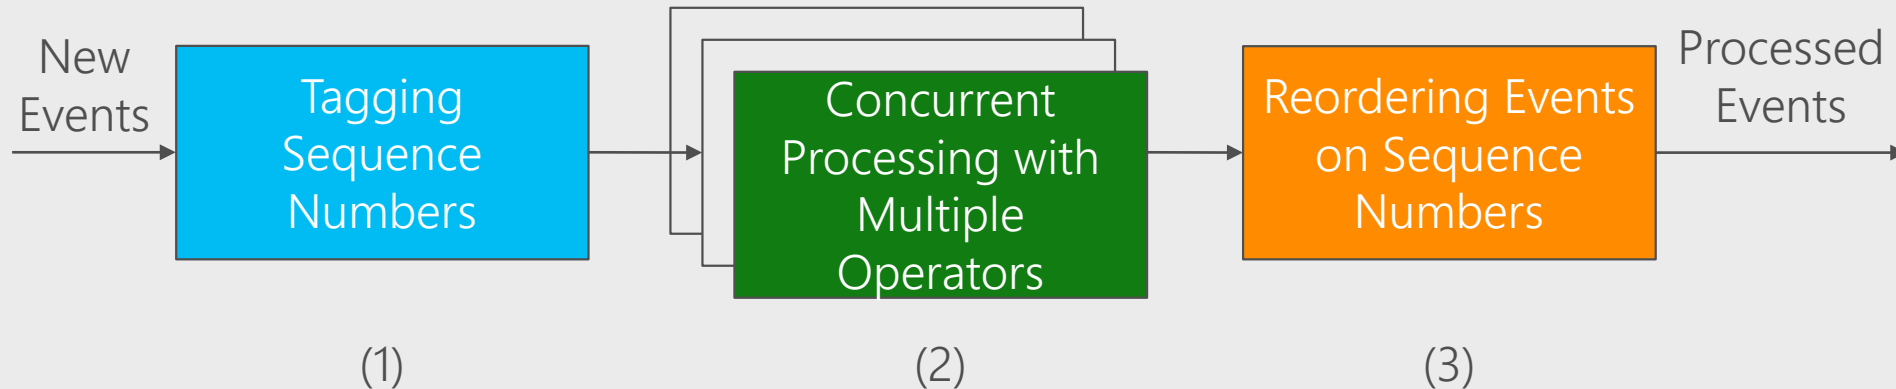 New
Events
Tagging
Sequence
Numbers
Concurrent
Processing with
Multiple
Operators
Reordering Events
on Sequence
Numbers
Processed
Events
(1)
(2)
(3)